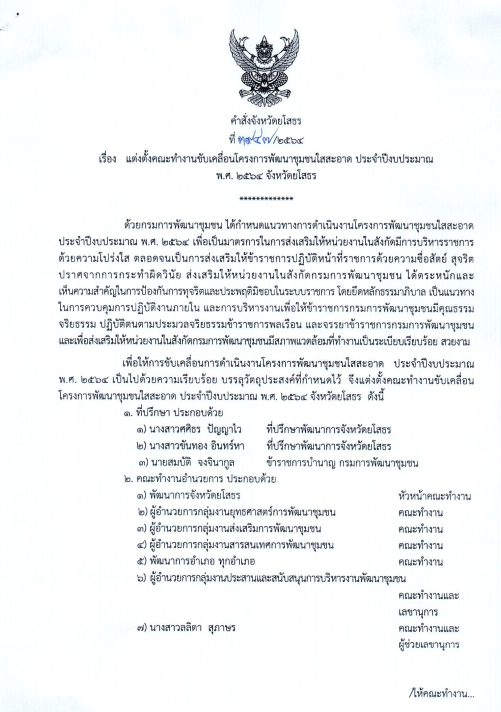 คำสั่งจังหวัดยโสธร
ที่ /๒๕๖๔
เรื่อง แต่งตั้งคณะทำงานขับเคลื่อนโครงการพัฒนาชุมชนใสสะอาด ประจำปีงบประมาณ
พ.ศ. ๒๕๖๔ จังหวัดยโสธร
*************
ด้วยกรมการพัฒนาชุมชน ได้กำหนดแนวทางการดำเนินงานโครงการพัฒนาชุมชนใสสะอาด
ประจำปีงบประมาณ พ.ศ. ๒๕๖๔ เพื่อเป็นมาตรการในการส่งเสริมให้หน่วยงานในสังกัดมีการบริหารราชการ
ด้วยความโปร่งใส ตลอดจนเป็นการส่งเสริมให้ข้าราชการปฏิบัติหน้าที่ราชการด้วยความซื่อสัตย์ สุจริต
ปราศจากการกระทำผิดวินัย ส่งเสริมให้หน่วยงานในสังกัดกรมการพัฒนาชุมชน ได้ตระหนักและ
เห็นความสำคัญในการป้องกันการทุจริตและประพฤติมิชอบในระบบราชการ โดยยึดหลักธรรมาภิบาล เป็นแนวทาง
ในการควบคุมการปฏิบัติงานภายใน และการบริหารงานเพื่อให้ข้าราชการกรมการพัฒนาชุมชนมีคุณธรรม
จริยธรรม ปฏิบัติตนตามประมวลจริยธรรมข้าราชการพลเรือน และจรรยาข้าราชการกรมการพัฒนาชุมชน
และเพื่อส่งเสริมให้หน่วยงานในสังกัดกรมการพัฒนาชุมชนมีสภาพแวดล้อมที่ทำงานเป็นระเบียบเรียบร้อย สวยงาม
เพื่อให้การขับเคลื่อนการดำเนินงานโครงการพัฒนาชุมชนใสสะอาด ประจำปีงบประมาณ
พ.ศ. ๒๕๖๔ เป็นไปด้วยความเรียบร้อย บรรลุวัตถุประสงค์ที่กำหนดไว้ จึงแต่งตั้งคณะทำงานขับเคลื่อน
โครงการพัฒนาชุมชนใสสะอาด ประจำปีงบประมาณ พ.ศ. ๒๕๖๔ จังหวัดยโสธร ดังนี้
๑. ที่ปรึกษา ประกอบด้วย
๑) นางสาวศศิธร ปัญญาไว ที่ปรึกษาพัฒนาการจังหวัดยโสธร
๒) นางสาวขันทอง อินทร์หา ที่ปรึกษาพัฒนาการจังหวัดยโสธร
๓) นายสมบัติ จงจินากูล ข้าราชการบำนาญ กรมการพัฒนาชุมชน
๒. คณะทำงานอำนวยการ ประกอบด้วย
๑) พัฒนาการจังหวัดยโสธร หัวหน้าคณะทำงาน
๒) ผู้อำนวยการกลุ่มงานยุทธศาสตร์การพัฒนาชุมชน คณะทำงาน
๓) ผู้อำนวยการกลุ่มงานส่งเสริมการพัฒนาชุมชน คณะทำงาน
๔) ผู้อำนวยการกลุ่มงานสารสนเทศการพัฒนาชุมชน คณะทำงาน
๕) พัฒนาการอำเภอ ทุกอำเภอ คณะทำงาน
๖) ผู้อำนวยการกลุ่มงานประสานและสนับสนุนการบริหารงานพัฒนาชุมชน
คณะทำงานและ
เลขานุการ
๗) นางสาวลลิตา สุภาษร คณะทำงานและ
ผู้ช่วยเลขานุการ
/ให้คณะทำงาน...